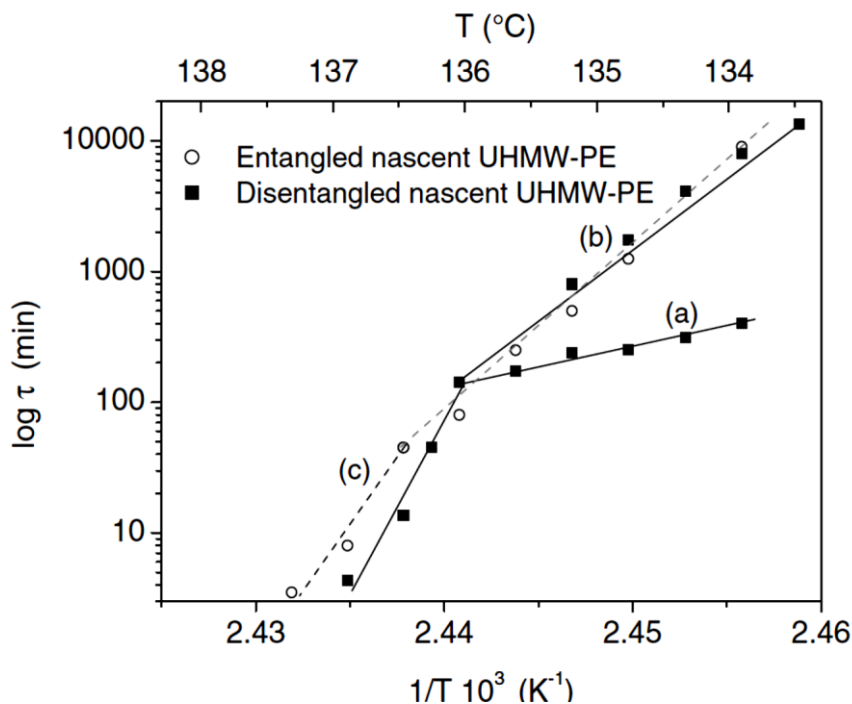 T (°C)
138 137 136 135 134
10000
1000
100
10
log τ (min)
Entangled nascent UHMW-PE
Disentangled nascent UHMW-PE
(b)
(a)
(c)
2.43 2.44 2.45 2.46
1/T 10³ (K⁻¹)